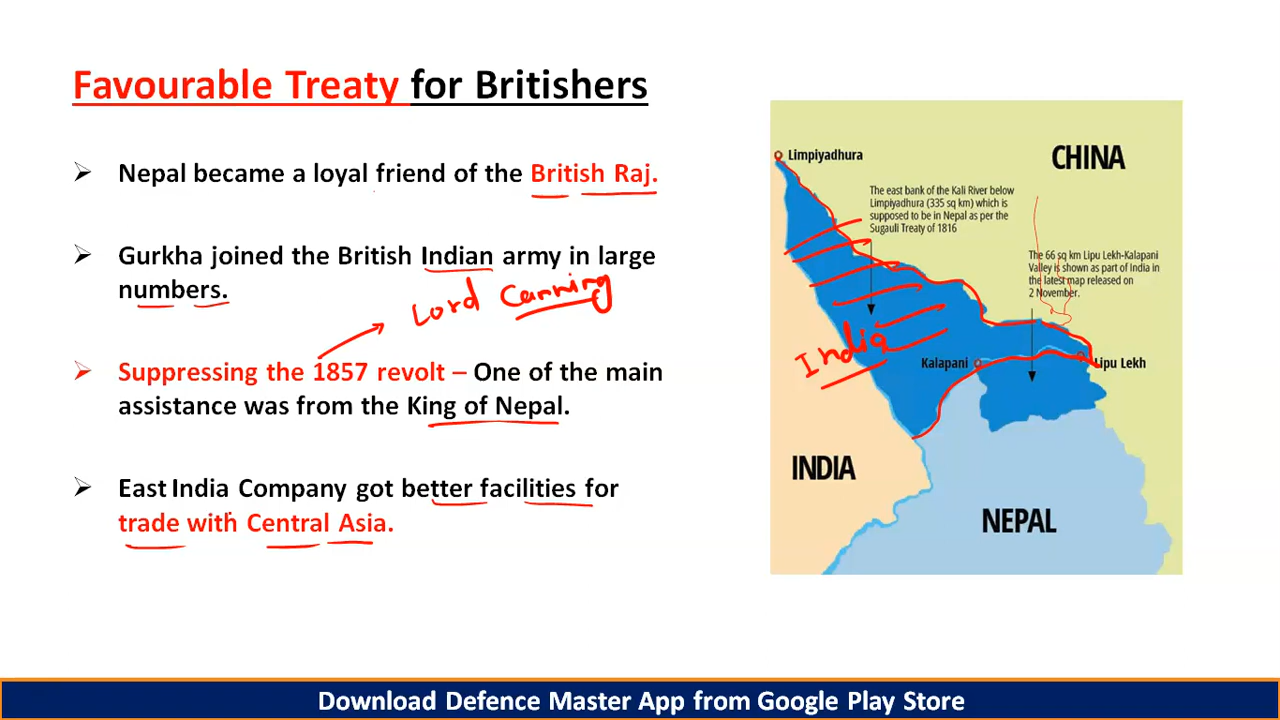 Favourable Treaty for Britishers
Nepal became a loyal friend of the British Raj.
Gurkha joined the British Indian army in large
numbers.
Lord Canning
Suppressing the 1857 revolt – One of the main
assistance was from the King of Nepal.
East India Company got better facilities for
trade with Central Asia.
Limpiyadhura
CHINA
The east bank of the Kali River below
Limpiyadhura (335 sq km) which is
supposed to be in Nepal as per the
Sugauli Treaty of 1816
The 66 sq km Lipu Lekh-Kalapani
Valley is shown as part of India in
the latest map released on
2 November.
India
Kalapani
Lipu Lekh
INDIA
NEPAL
Download Defence Master App from Google Play Store